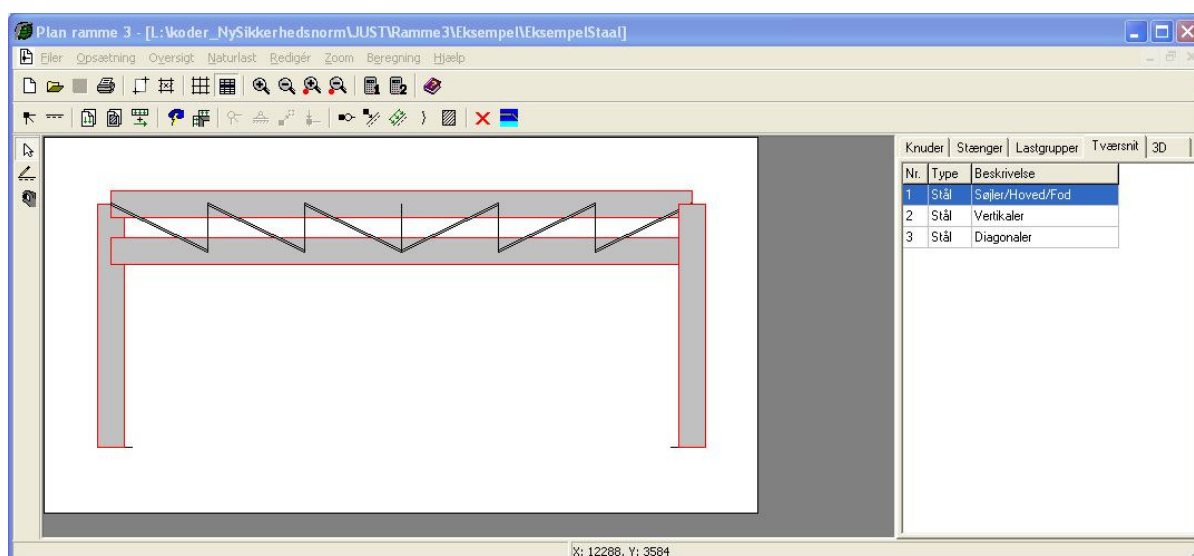 Plan ramme 3 - [L:\koder_NySikkerhedsnorm\JUST\Ramme3\Eksempel\EksempelStaal]
Filer Opsætning Oversigt Naturlast Redigér Zoom Beregning Hjælp
Knuder Stænger Lastgrupper Tværsnit 3D
Nr. Type Beskrivelse
1 Stål Søjler/Hoved/Fod
2 Stål Vertikaler
3 Stål Diagonaler
X: 12288, Y: 3584